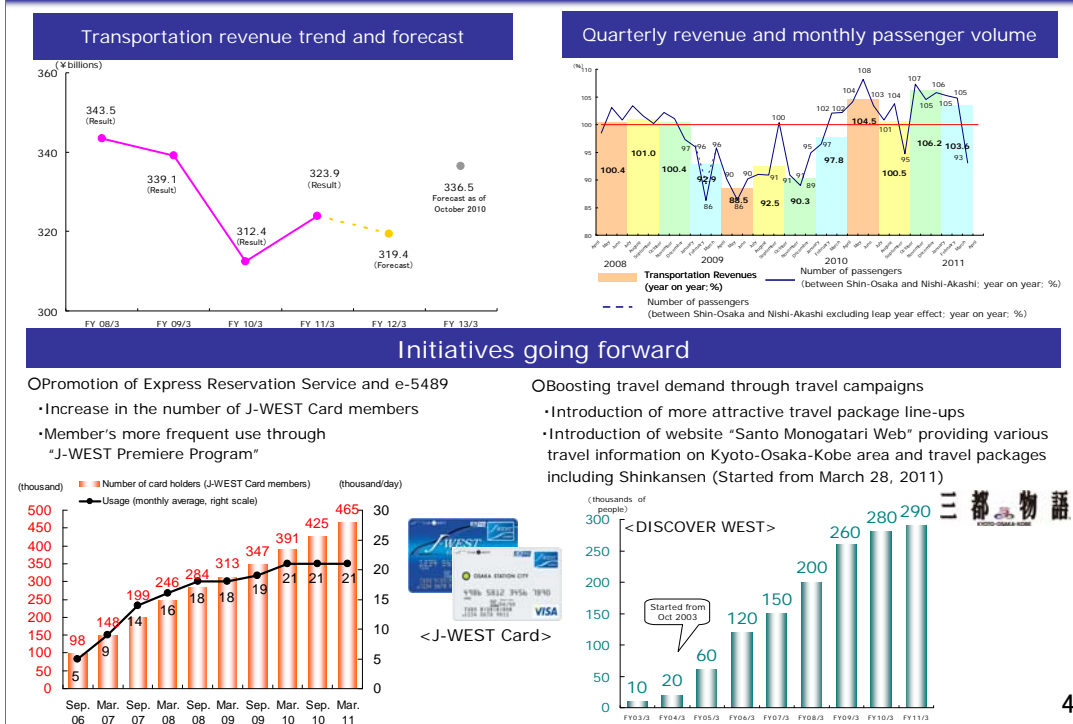 Transportation revenue trend and forecast
(¥billions)
360
340
320
300
343.5
(Result)
339.1
(Result)
312.4
(Result)
323.9
(Result)
319.4
(Forecast)
336.5
Forecast as of
October 2010
FY 08/3 FY 09/3 FY 10/3 FY 11/3 FY 12/3 FY 13/3
Quarterly revenue and monthly passenger volume
(%)
110
105
100
95
90
85
80
97 96 86 96 90 86 90 91 100 91 91 89 95 97 102 102 104 108 103 101 104 95 107 105 106 105 105 93
100.4 101.0 100.4 92.9 88.5 92.5 90.3 97.8 104.5 100.5 106.2 103.6
2008 2009 2010 2011
Transportation Revenues
(year on year; %)
Number of passengers
(between Shin-Osaka and Nishi-Akashi; year on year; %)
Number of passengers
(between Shin-Osaka and Nishi-Akashi excluding leap year effect; year on year; %)
Initiatives going forward
○Promotion of Express Reservation Service and e-5489
・Increase in the number of J-WEST Card members
・Member's more frequent use through
"J-WEST Premiere Program"
(thousand)
Number of card holders (J-WEST Card members)
(thousand/day)
Usage (monthly average, right scale)
500
450
400
350
300
250
200
150
100
50
0
98 148 199 246 284 313 347 391 425 465
5 9 14 16 18 18 19 21 21 21
30
25
20
15
10
5
0
Sep. Mar. Sep. Mar. Sep. Mar. Sep. Mar. Sep. Mar.
06 07 07 08 08 09 09 10 10 11
J-WEST
OSAKA STATION CITY
4986 5812 3456 7890
VISA
<J-WEST Card>
○Boosting travel demand through travel campaigns
・Introduction of more attractive travel package line-ups
・Introduction of website "Santo Monogatari Web" providing various
travel information on Kyoto-Osaka-Kobe area and travel packages
including Shinkansen (Started from March 28, 2011)
三都物語
KYOTO-OSAKA-KOBE
(thousands of
people)
<DISCOVER WEST>
300
250
200
150
100
50
0
Started from
Oct 2003
10 20 60 120 150 200 260 280 290
FY03/3 FY04/3 FY05/3 FY06/3 FY07/3 FY08/3 FY09/3 FY10/3 FY11/3
4